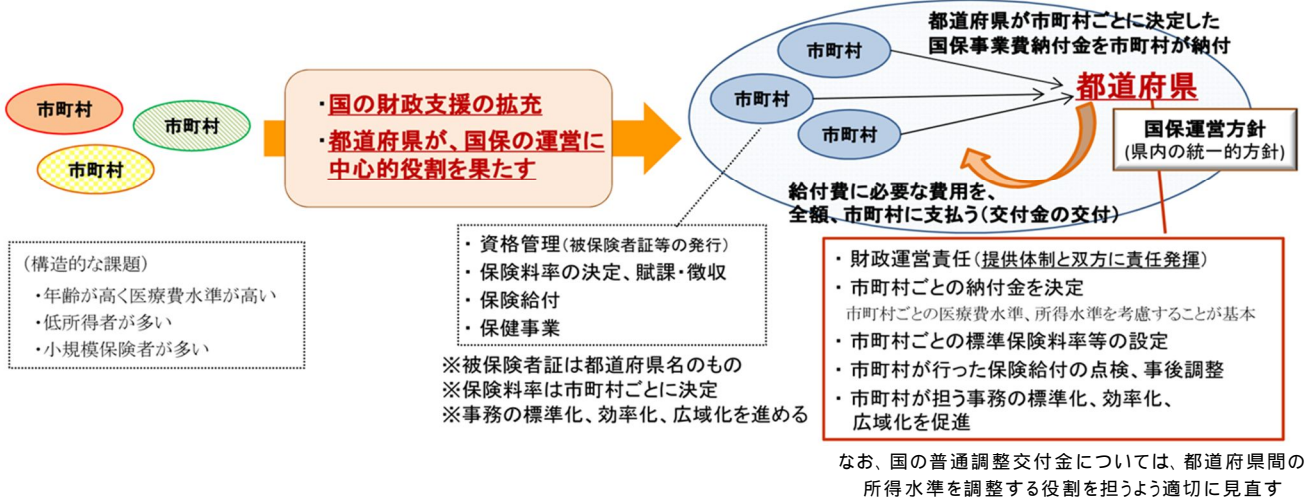 市町村
市町村
市町村
・国の財政支援の拡充
・都道府県が、国保の運営に
中心的役割を果たす
(構造的な課題)
・年齢が高く医療費水準が高い
・低所得者が多い
・小規模保険者が多い
都道府県が市町村ごとに決定した
国保事業費納付金を市町村が納付
市町村
市町村
市町村
都道府県
国保運営方針
(県内の統一的方針)
給付費に必要な費用を、
全額、市町村に支払う(交付金の交付)
・ 資格管理(被保険者証等の発行)
・ 保険料率の決定、賦課・徴収
・ 保険給付
・ 保健事業
※被保険者証は都道府県名のもの
※保険料率は市町村ごとに決定
※事務の標準化、効率化、広域化を進める
・ 財政運営責任(提供体制と双方に責任発揮)
・ 市町村ごとの納付金を決定
市町村ごとの医療費水準、所得水準を考慮することが基本
・ 市町村ごとの標準保険料率等の設定
・ 市町村が行った保険給付の点検、事後調整
・ 市町村が担う事務の標準化、効率化、
広域化を促進
なお、国の普通調整交付金については、都道府県間の
所得水準を調整する役割を担うよう適切に見直す